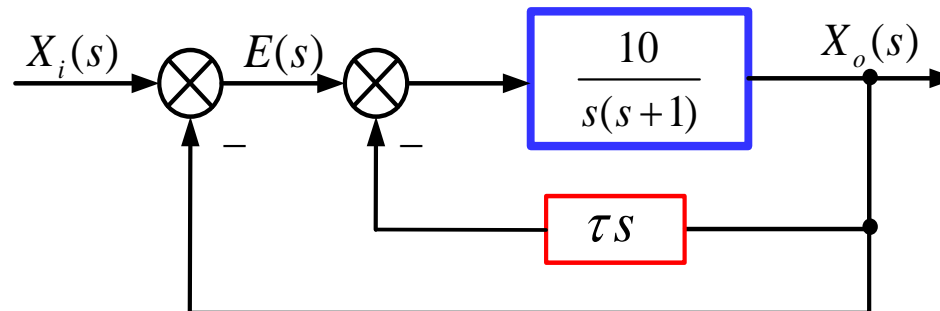 X_i(s)
E(s)
10
s(s+1)
X_o(s)
−
−
τs